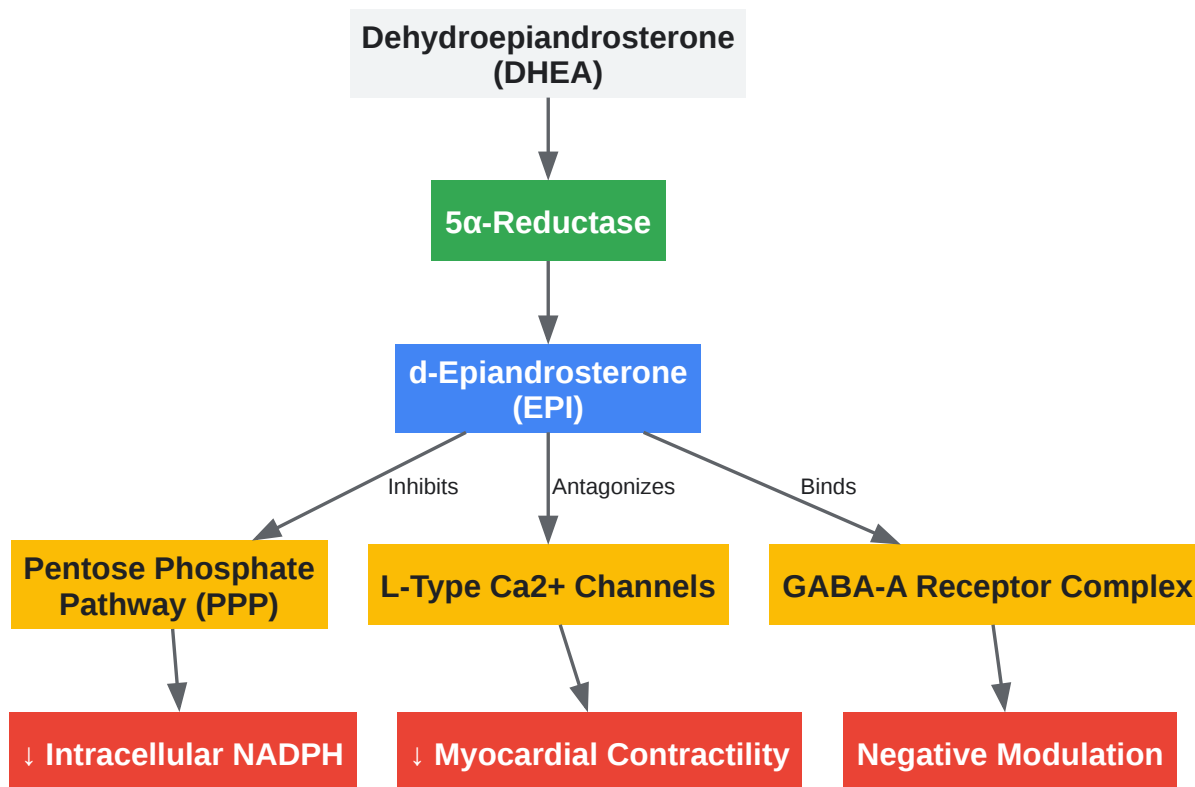 Dehydroepiandrosterone
(DHEA)
5α-Reductase
d-Epiandrosterone
(EPI)
Inhibits
Antagonizes
Binds
Pentose Phosphate
Pathway (PPP)
L-Type Ca2+ Channels
GABA-A Receptor Complex
↓ Intracellular NADPH
↓ Myocardial Contractility
Negative Modulation